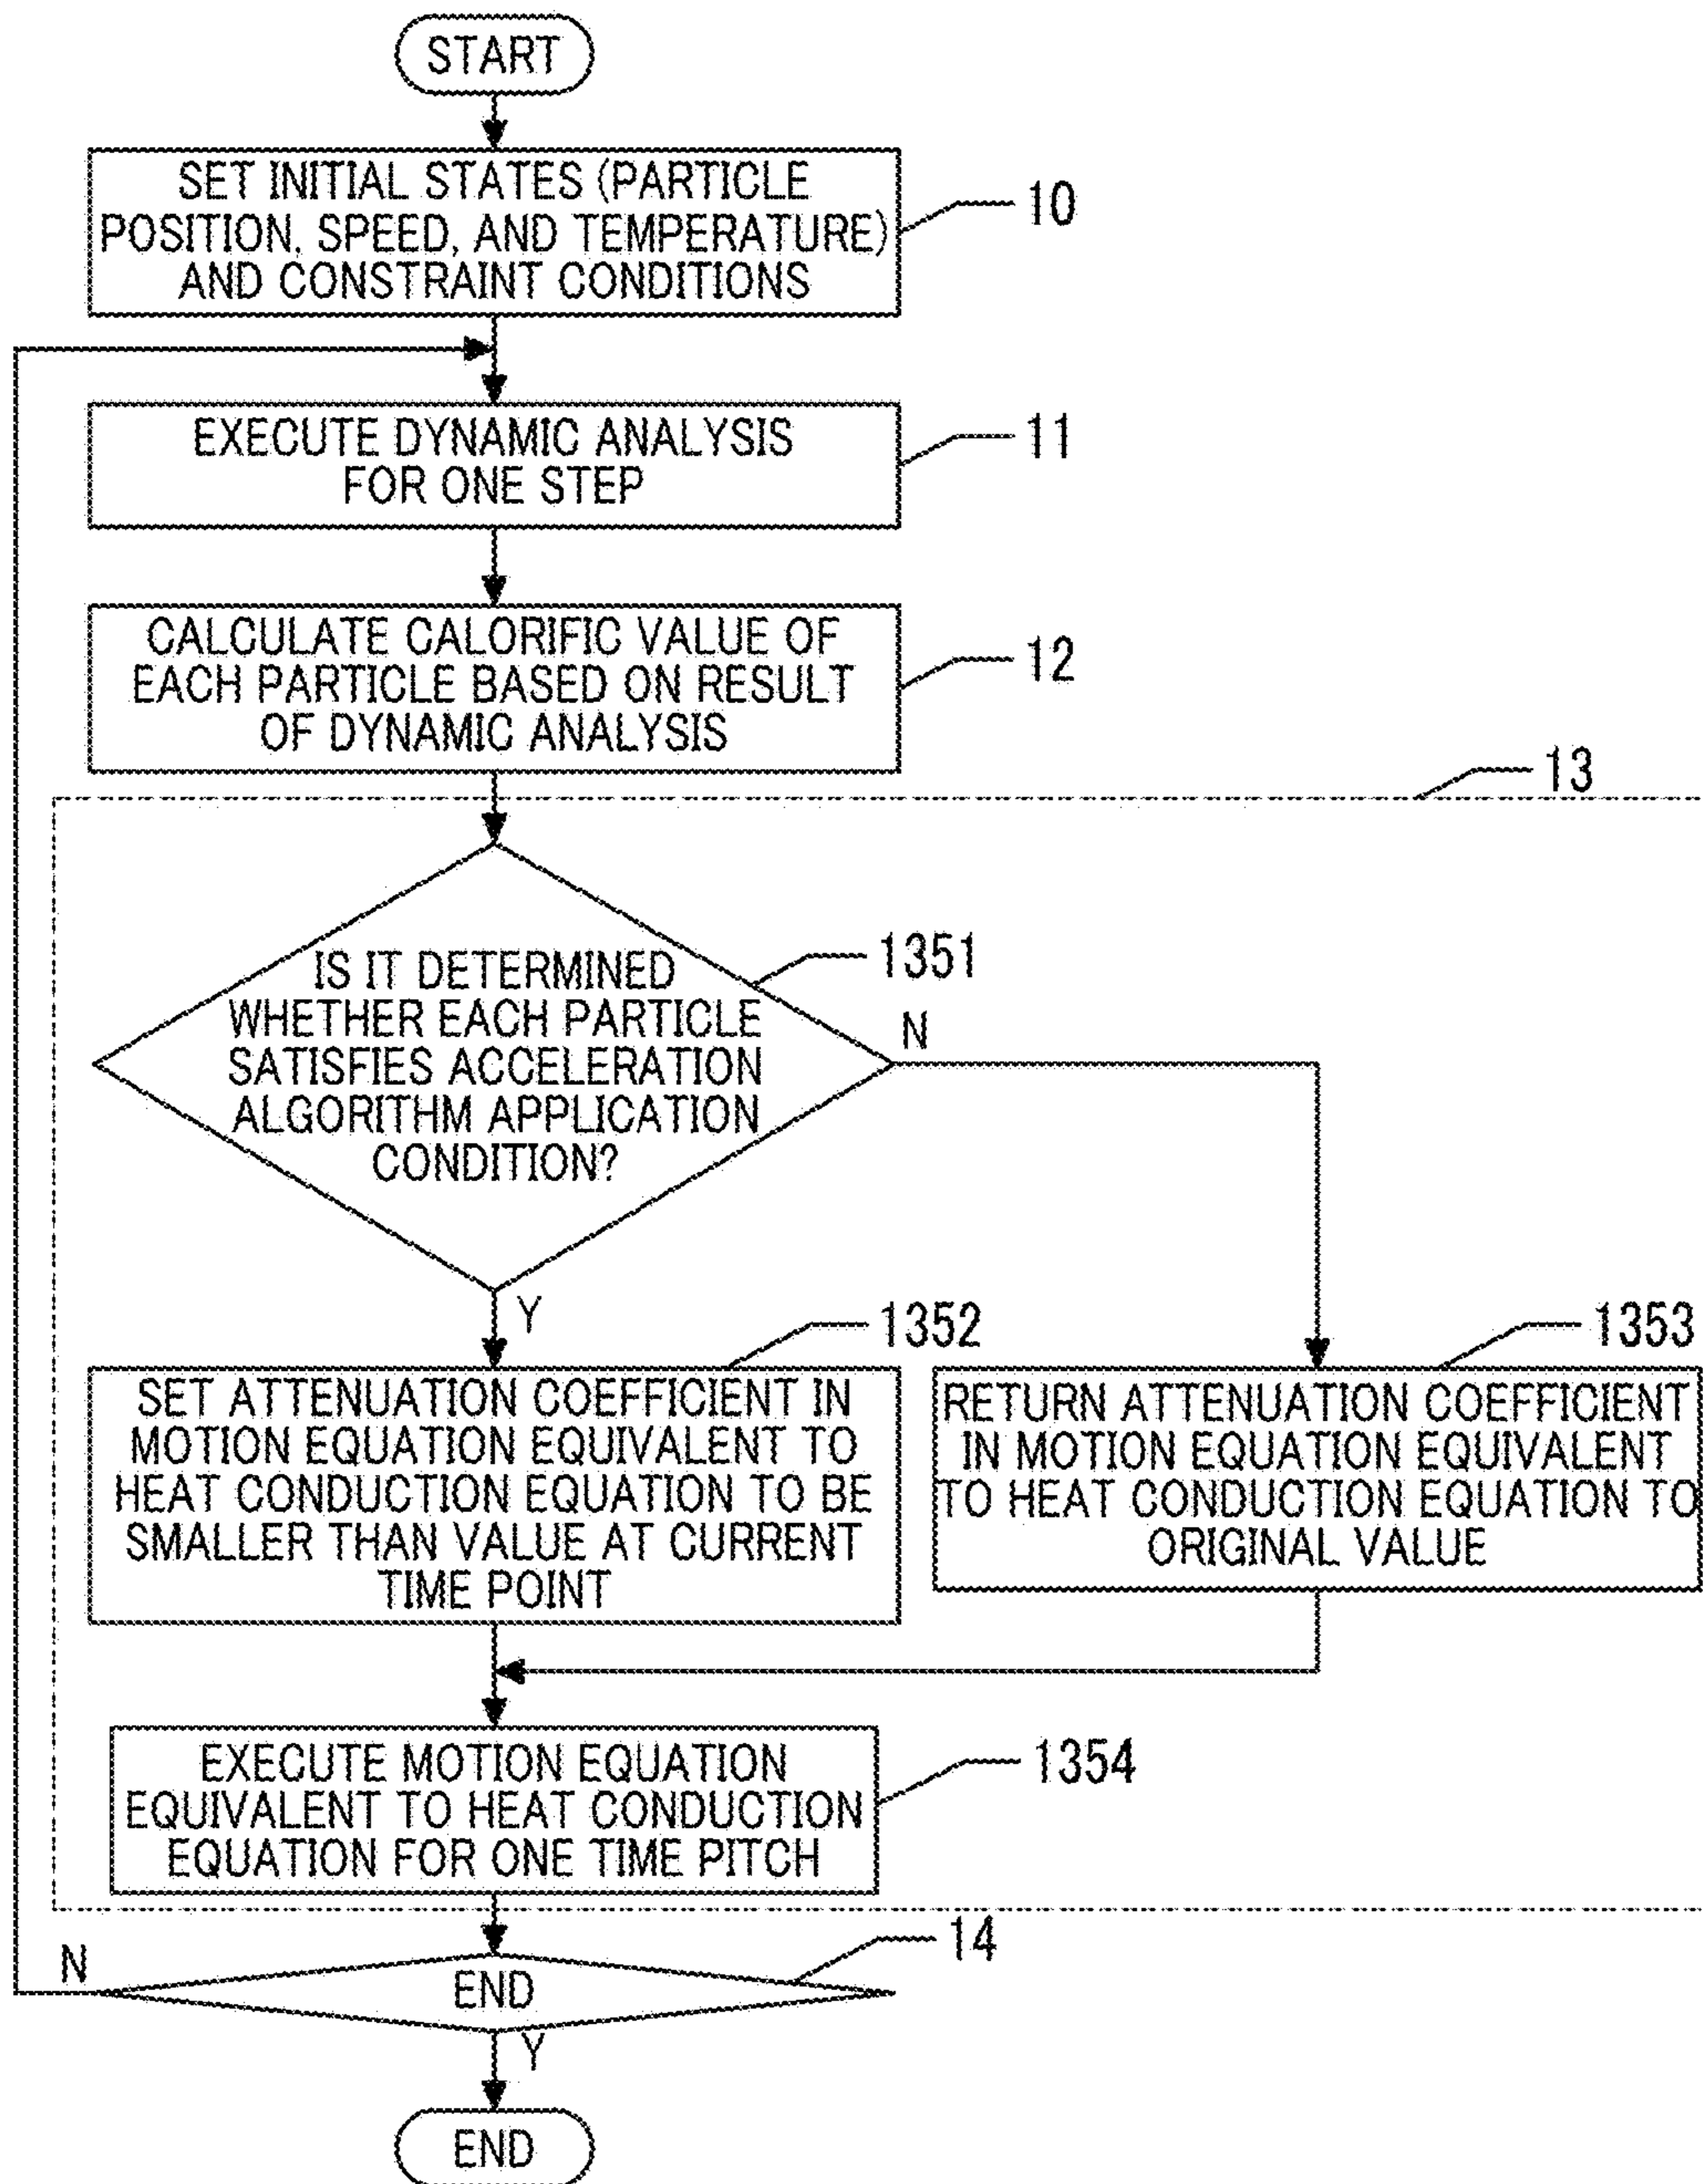 START
SET INITIAL STATES (PARTICLE
POSITION, SPEED, AND TEMPERATURE)
AND CONSTRAINT CONDITIONS
10
EXECUTE DYNAMIC ANALYSIS
FOR ONE STEP
11
CALCULATE CALORIFIC VALUE OF
EACH PARTICLE BASED ON RESULT
OF DYNAMIC ANALYSIS
12
13
IS IT DETERMINED
WHETHER EACH PARTICLE
SATISFIES ACCELERATION
ALGORITHM APPLICATION
CONDITION?
1351
N
Y
1352
SET ATTENUATION COEFFICIENT IN
MOTION EQUATION EQUIVALENT TO
HEAT CONDUCTION EQUATION TO BE
SMALLER THAN VALUE AT CURRENT
TIME POINT
1353
RETURN ATTENUATION COEFFICIENT
IN MOTION EQUATION EQUIVALENT
TO HEAT CONDUCTION EQUATION TO
ORIGINAL VALUE
EXECUTE MOTION EQUATION
EQUIVALENT TO HEAT CONDUCTION
EQUATION FOR ONE TIME PITCH
1354
14
N
END
Y
END